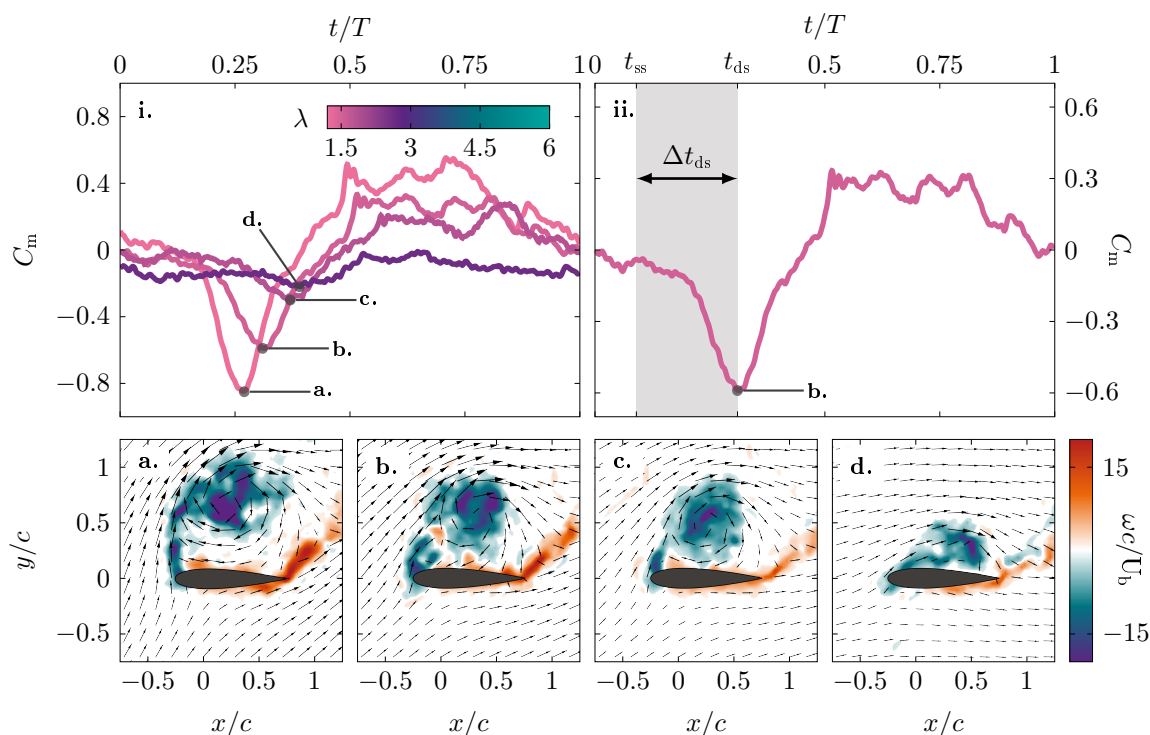 t/T t/T
0 0.25 0.5 0.75 1 0 t_ss t_ds 0.5 0.75 1
i. ii.
λ
1.5 3 4.5 6
Δt_ds
C_m
0.8
0.4
0
−0.4
−0.8
0.6
0.3
0
−0.3
−0.6
C_m
d.
c.
b.
a.
b.
a. b. c. d.
y/c
1
0.5
0
−0.5
15
−15
ωc/U_b
−0.5 0 0.5 1 −0.5 0 0.5 1 −0.5 0 0.5 1 −0.5 0 0.5 1
x/c x/c x/c x/c